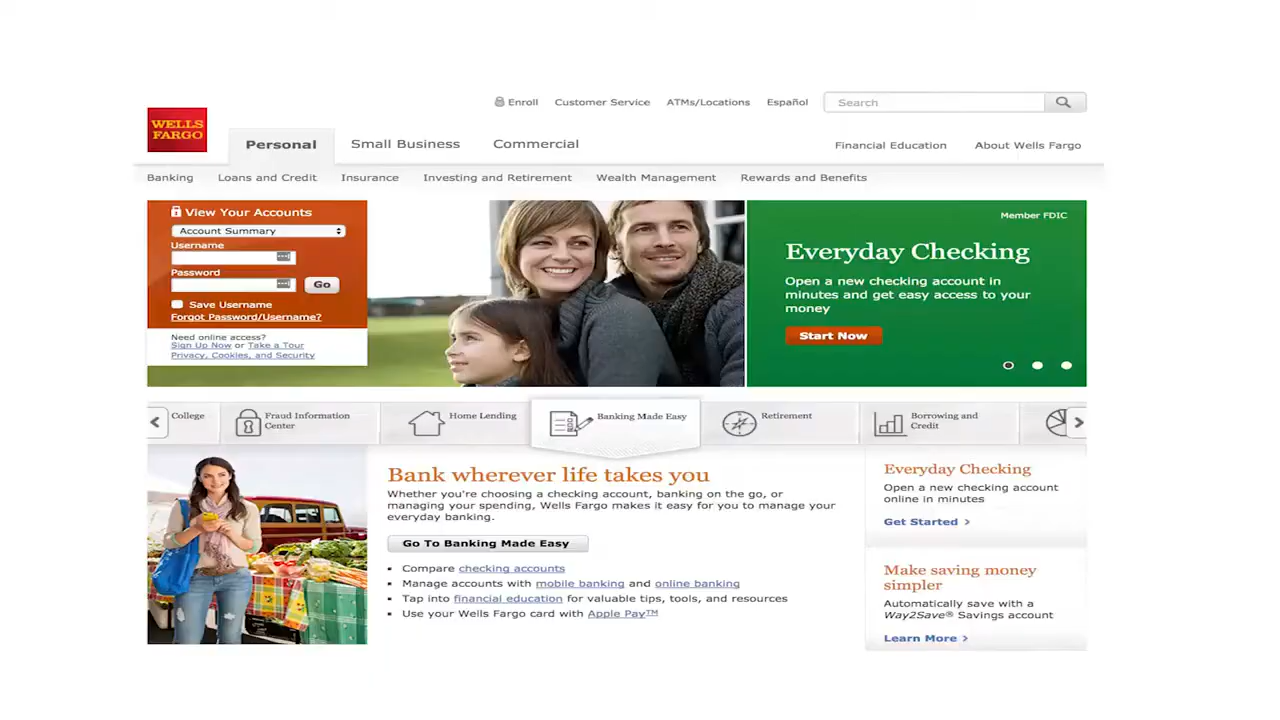 Enroll Customer Service ATMs/Locations Español Search
WELLS
FARGO
Personal Small Business Commercial Financial Education About Wells Fargo
Banking Loans and Credit Insurance Investing and Retirement Wealth Management Rewards and Benefits
View Your Accounts
Account Summary
Username
Password
Go
Save Username
Forgot Password/Username?
Need online access?
Sign Up Now or Take a Tour
Privacy, Cookies, and Security
Member FDIC
Everyday Checking
Open a new checking account in
minutes and get easy access to your
money
Start Now
College
Fraud Information
Center
Home Lending
Banking Made Easy
Retirement
Borrowing and
Credit
Bank wherever life takes you
Whether you're choosing a checking account, banking on the go, or
managing your spending, Wells Fargo makes it easy for you to manage your
everyday banking.
Go To Banking Made Easy
Compare checking accounts
Manage accounts with mobile banking and online banking
Tap into financial education for valuable tips, tools, and resources
Use your Wells Fargo card with Apple Pay™
Everyday Checking
Open a new checking account
online in minutes
Get Started
Make saving money
simpler
Automatically save with a
Way2Save® Savings account
Learn More